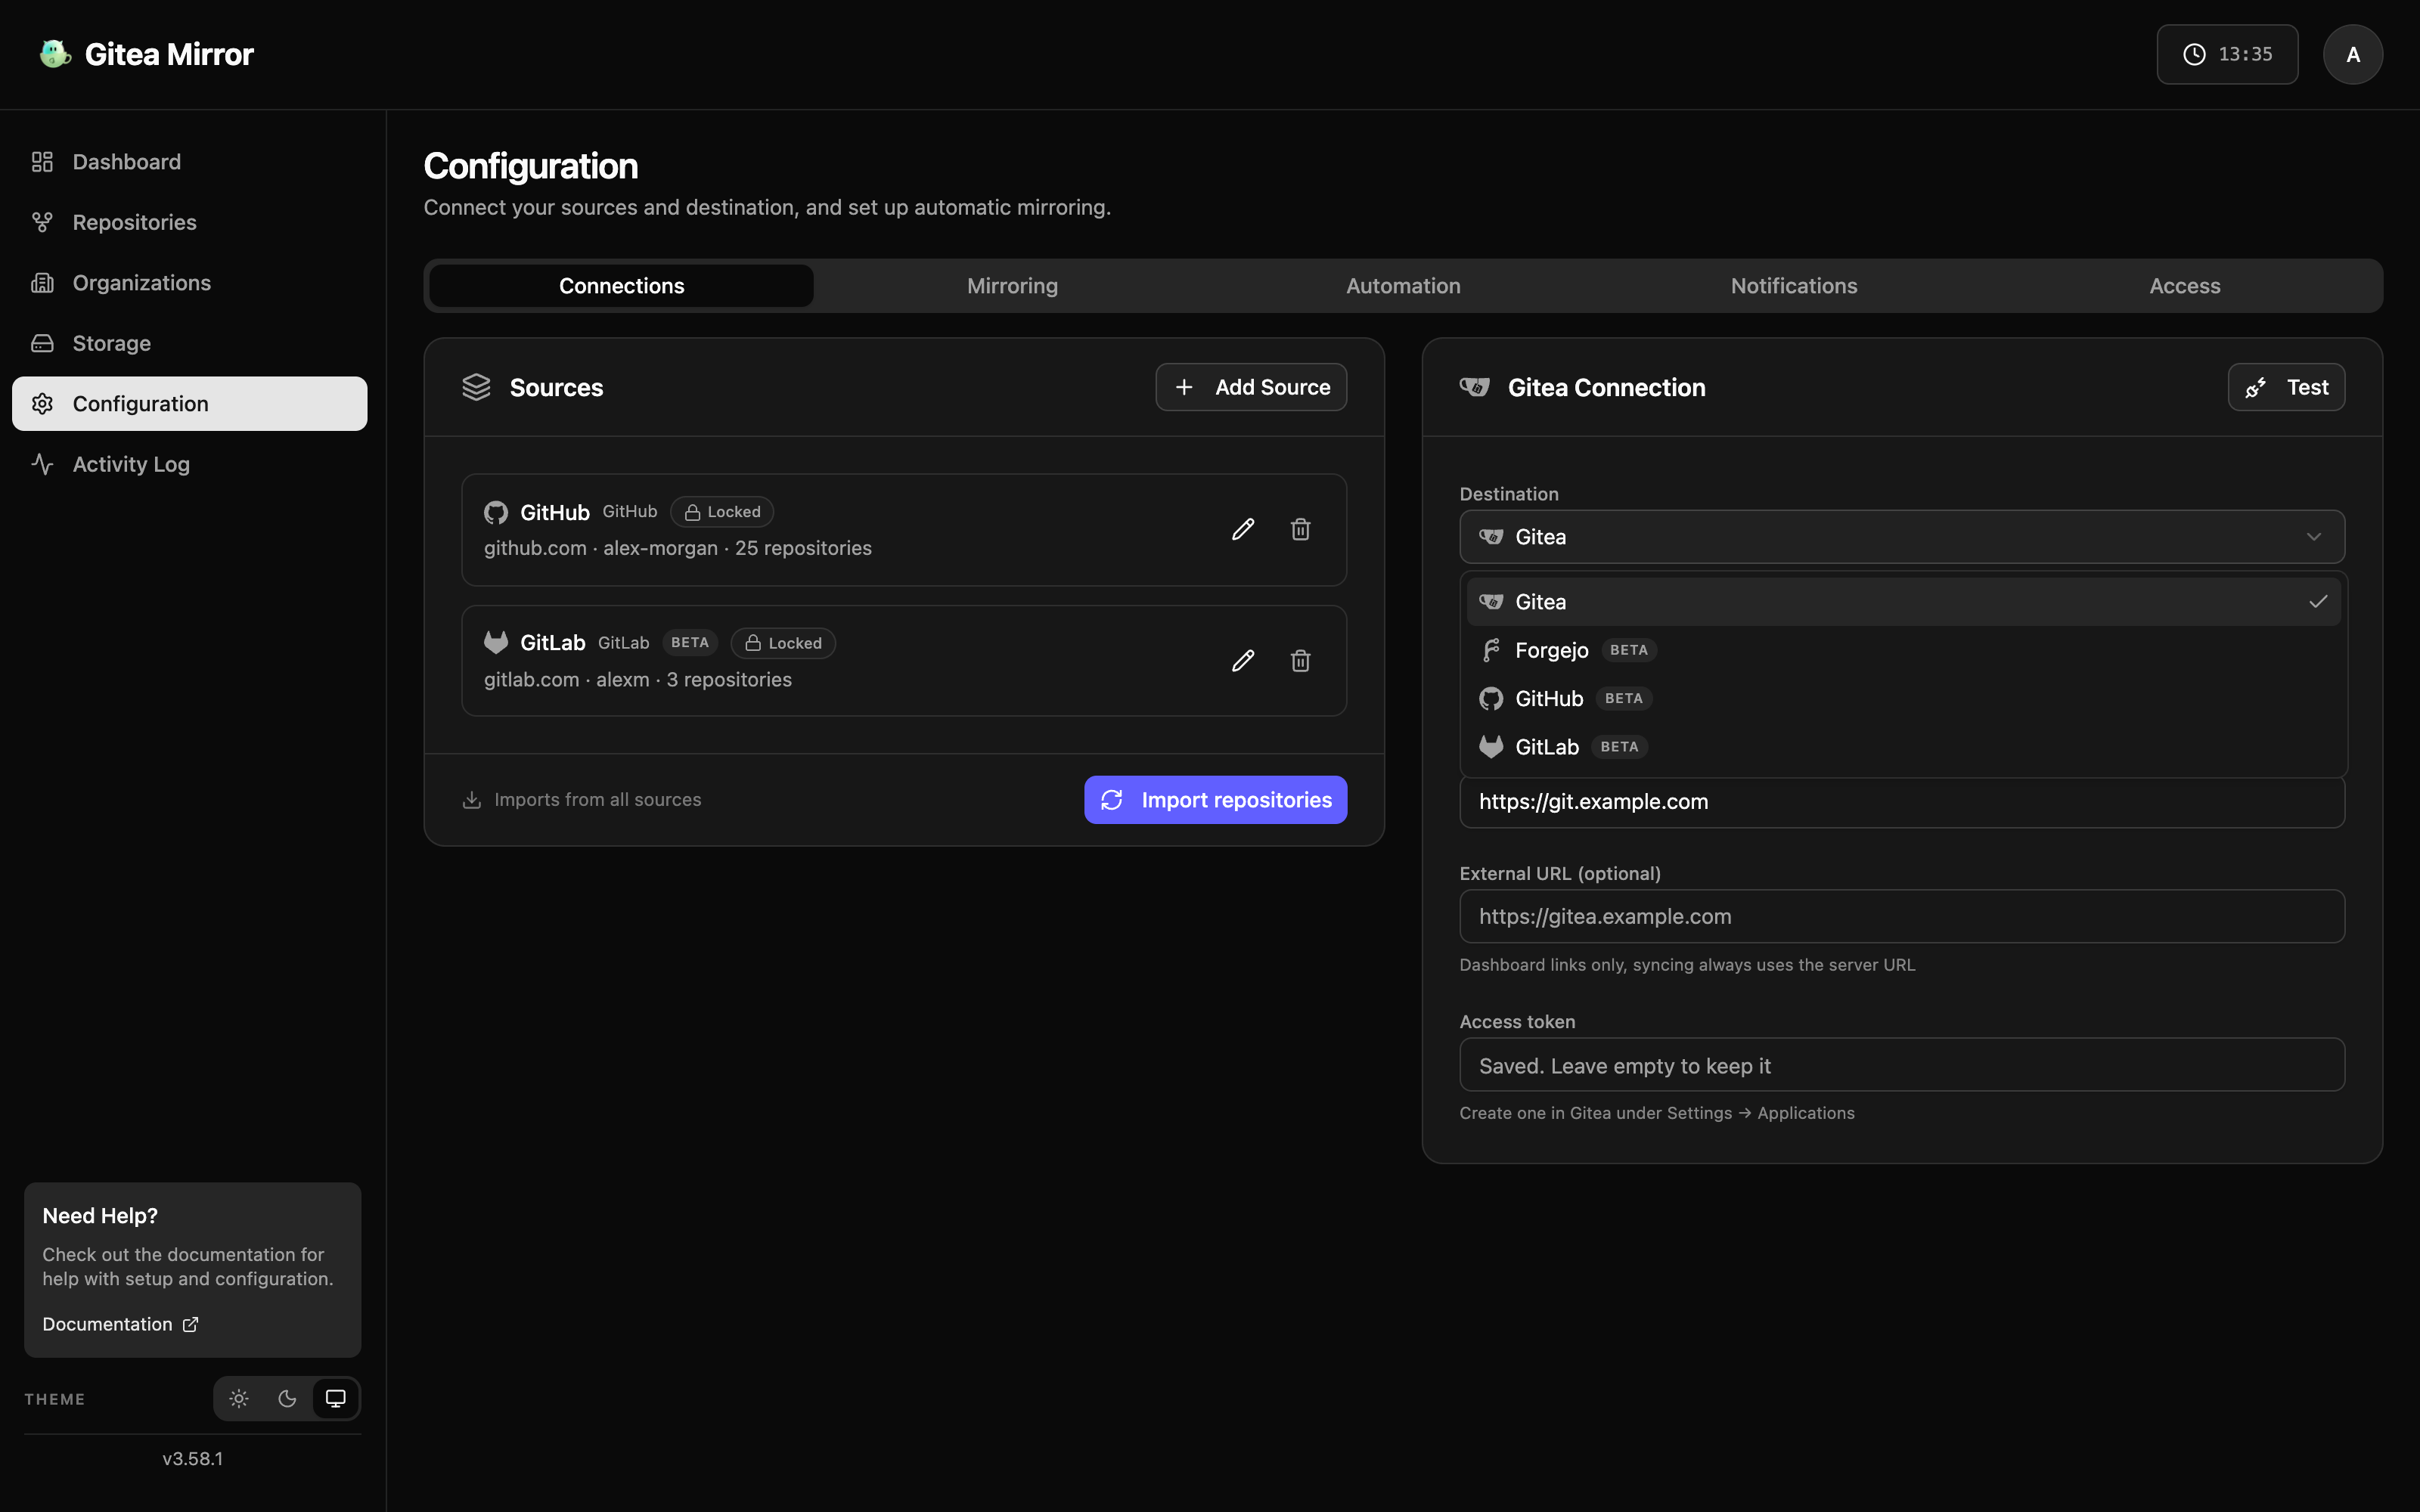 Gitea Mirror
13:35
A
Dashboard
Repositories
Organizations
Storage
Configuration
Activity Log
Need Help?
Check out the documentation for
help with setup and configuration.
Documentation
THEME
v3.58.1
Configuration
Connect your sources and destination, and set up automatic mirroring.
Connections
Mirroring
Automation
Notifications
Access
Sources
Add Source
GitHub GitHub Locked
github.com · alex-morgan · 25 repositories
GitLab GitLab BETA Locked
gitlab.com · alexm · 3 repositories
Imports from all sources
Import repositories
Gitea Connection
Test
Destination
Gitea
Gitea
Forgejo BETA
GitHub BETA
GitLab BETA
https://git.example.com
External URL (optional)
https://gitea.example.com
Dashboard links only, syncing always uses the server URL
Access token
Saved. Leave empty to keep it
Create one in Gitea under Settings → Applications